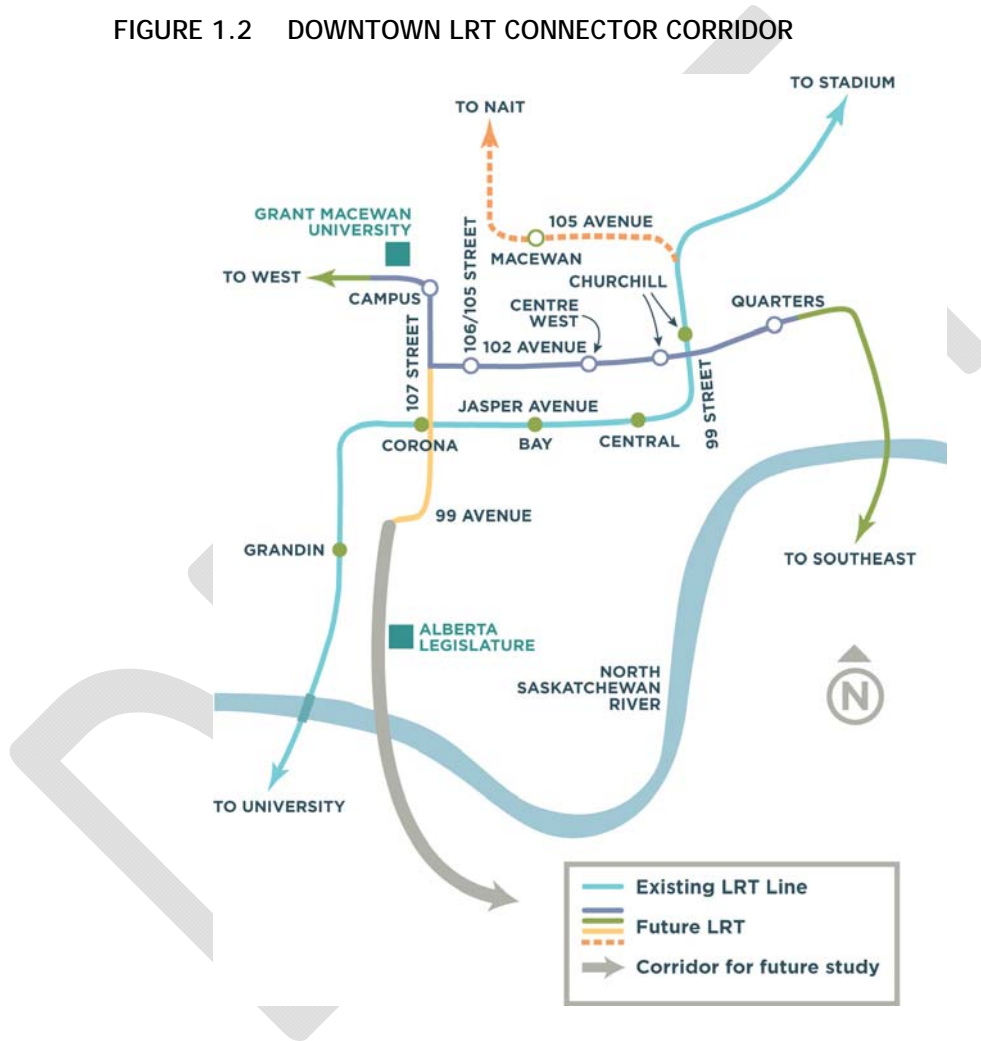 FIGURE 1.2 DOWNTOWN LRT CONNECTOR CORRIDOR
TO STADIUM
TO NAIT
GRANT MACEWAN
UNIVERSITY
105 AVENUE
MACEWAN
106/105 STREET
TO WEST
CAMPUS
CHURCHILL
CENTRE
WEST
QUARTERS
102 AVENUE
107 STREET
99 STREET
JASPER AVENUE
CORONA
BAY
CENTRAL
99 AVENUE
GRANDIN
TO SOUTHEAST
ALBERTA
LEGISLATURE
NORTH
SASKATCHEWAN
RIVER
N
TO UNIVERSITY
Existing LRT Line
Future LRT
Corridor for future study